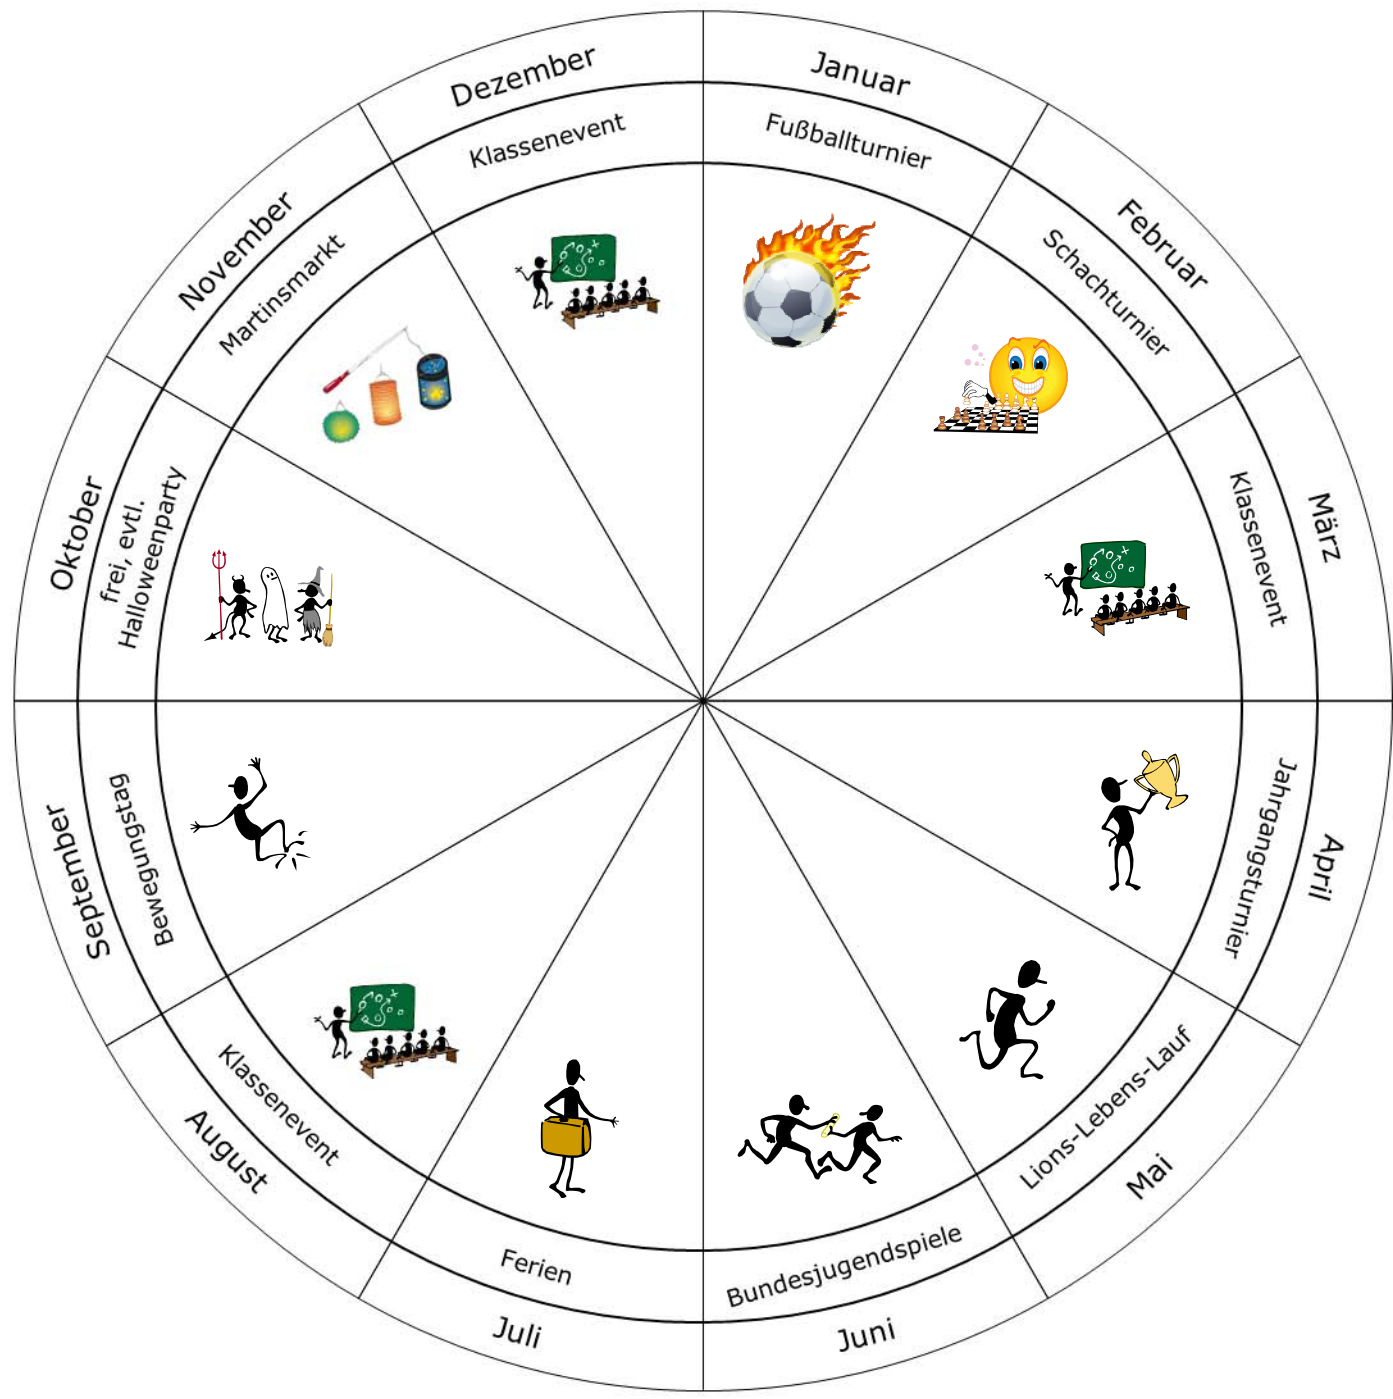 Januar
Fußballturnier
Februar
Schachturnier
März
Klassenevent
April
Jahrgangsturnier
Mai
Lions-Lebens-Lauf
Juni
Bundesjugendspiele
Juli
Ferien
August
Klassenevent
September
Bewegungstag
Oktober
frei, evtl.
Halloweenparty
November
Martinsmarkt
Dezember
Klassenevent